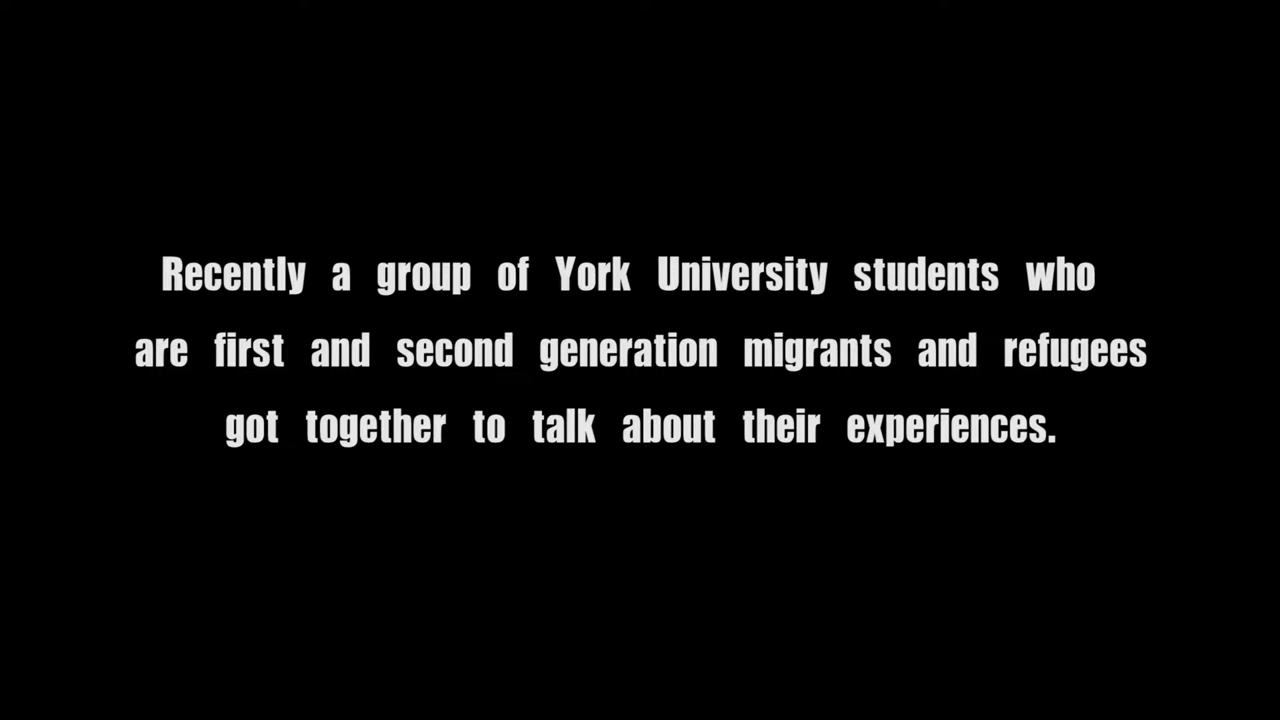 Recently a group of York University students who
are first and second generation migrants and refugees
got together to talk about their experiences.